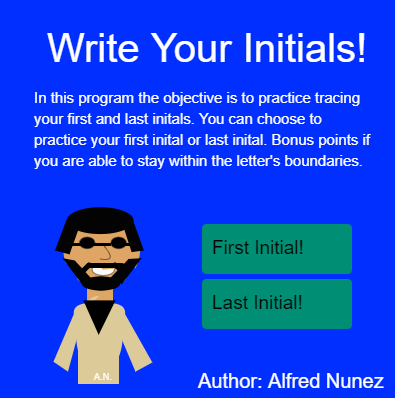 Write Your Initials!
In this program the objective is to practice tracing
your first and last initals. You can choose to
practice your first inital or last inital. Bonus points if
you are able to stay within the letter's boundaries.
First Initial!
Last Initial!
A.N.
Author: Alfred Nunez